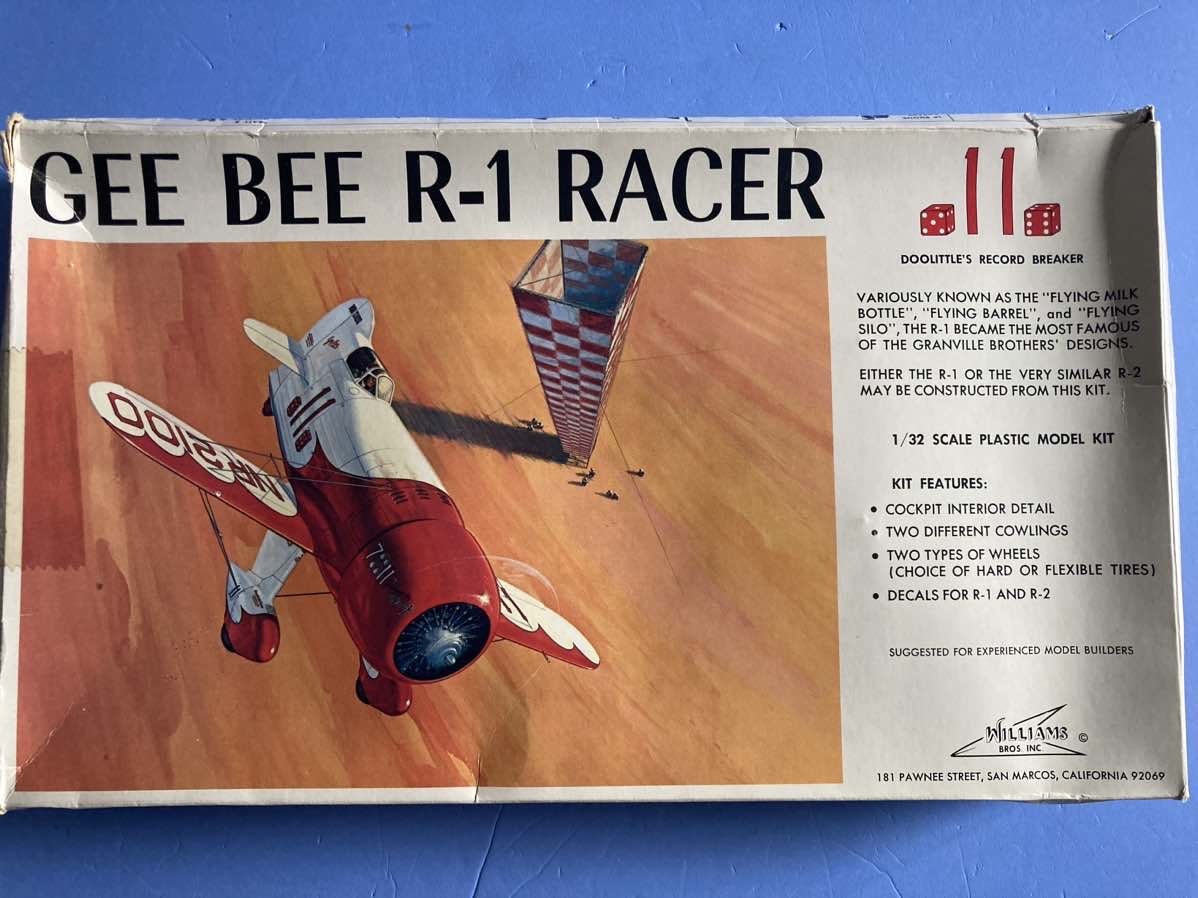 GEE BEE R-1 RACER
11
DOOLITTLE'S RECORD BREAKER
VARIOUSLY KNOWN AS THE "FLYING MILK
BOTTLE", "FLYING BARREL", and "FLYING
SILO", THE R-1 BECAME THE MOST FAMOUS
OF THE GRANVILLE BROTHERS' DESIGNS.
EITHER THE R-1 OR THE VERY SIMILAR R-2
MAY BE CONSTRUCTED FROM THIS KIT.
1/32 SCALE PLASTIC MODEL KIT
KIT FEATURES:
• COCKPIT INTERIOR DETAIL
• TWO DIFFERENT COWLINGS
• TWO TYPES OF WHEELS
(CHOICE OF HARD OR FLEXIBLE TIRES)
• DECALS FOR R-1 AND R-2
SUGGESTED FOR EXPERIENCED MODEL BUILDERS
WILLIAMS ©
BROS. INC.
181 PAWNEE STREET, SAN MARCOS, CALIFORNIA 92069
11
NR2100